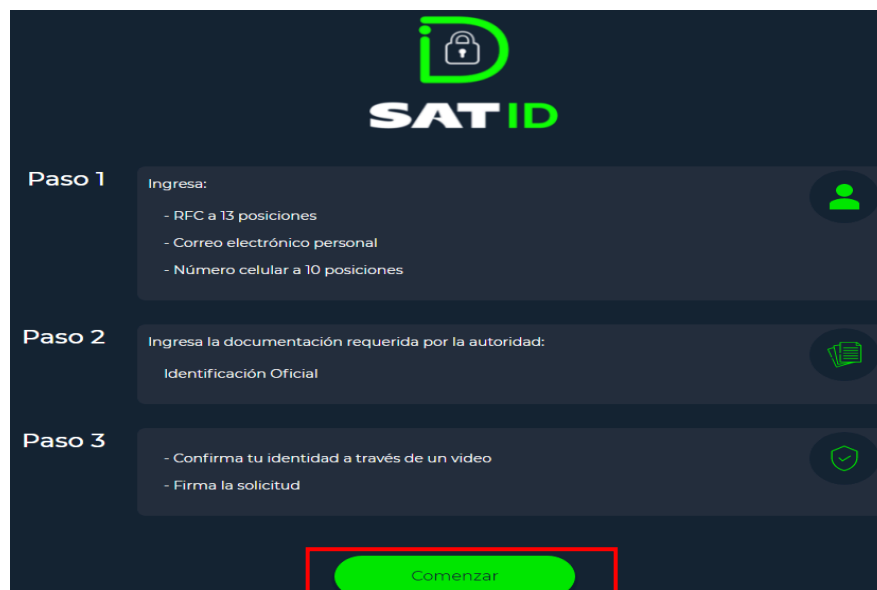 iD
SAT ID
Paso 1
Ingresa:
- RFC a 13 posiciones
- Correo electrónico personal
- Número celular a 10 posiciones
Paso 2
Ingresa la documentación requerida por la autoridad:
Identificación Oficial
Paso 3
- Confirma tu identidad a través de un video
- Firma la solicitud
Comenzar